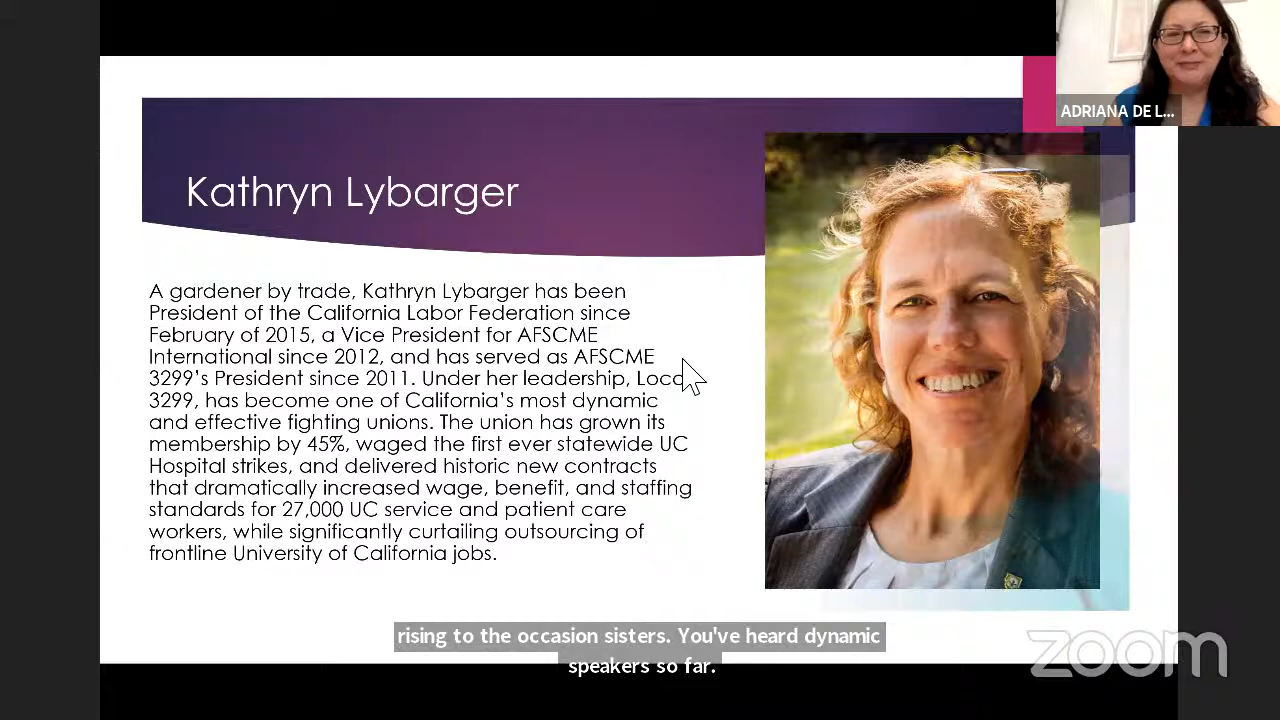 ADRIANA DE L...
Kathryn Lybarger
A gardener by trade, Kathryn Lybarger has been
President of the California Labor Federation since
February of 2015, a Vice President for AFSCME
International since 2012, and has served as AFSCME
3299's President since 2011. Under her leadership, Loca
3299, has become one of California's most dynamic
and effective fighting unions. The union has grown its
membership by 45%, waged the first ever statewide UC
Hospital strikes, and delivered historic new contracts
that dramatically increased wage, benefit, and staffing
standards for 27,000 UC service and patient care
workers, while significantly curtailing outsourcing of
frontline University of California jobs.
rising to the occasion sisters. You've heard dynamic
speakers so far.
zoom